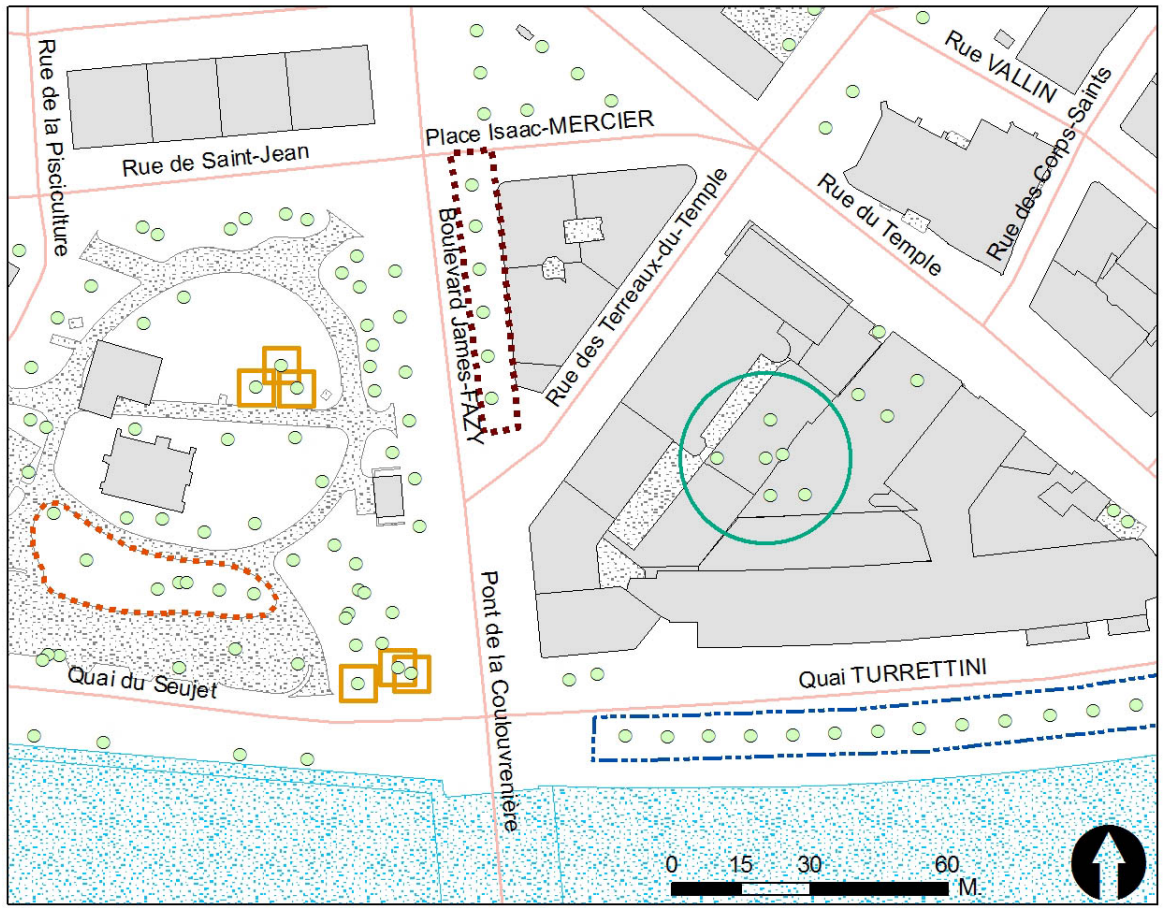 Rue de la Pisciculture
Rue de Saint-Jean
Place Isaac-MERCIER
Rue VALLIN
Rue des Corps-Saints
Rue du Temple
Rue des Terreaux-du-Temple
Boulevard James-FAZY
Pont de la Coulouvrenière
Quai du Seujet
Quai TURRETTINI
0 15 30 60
M.